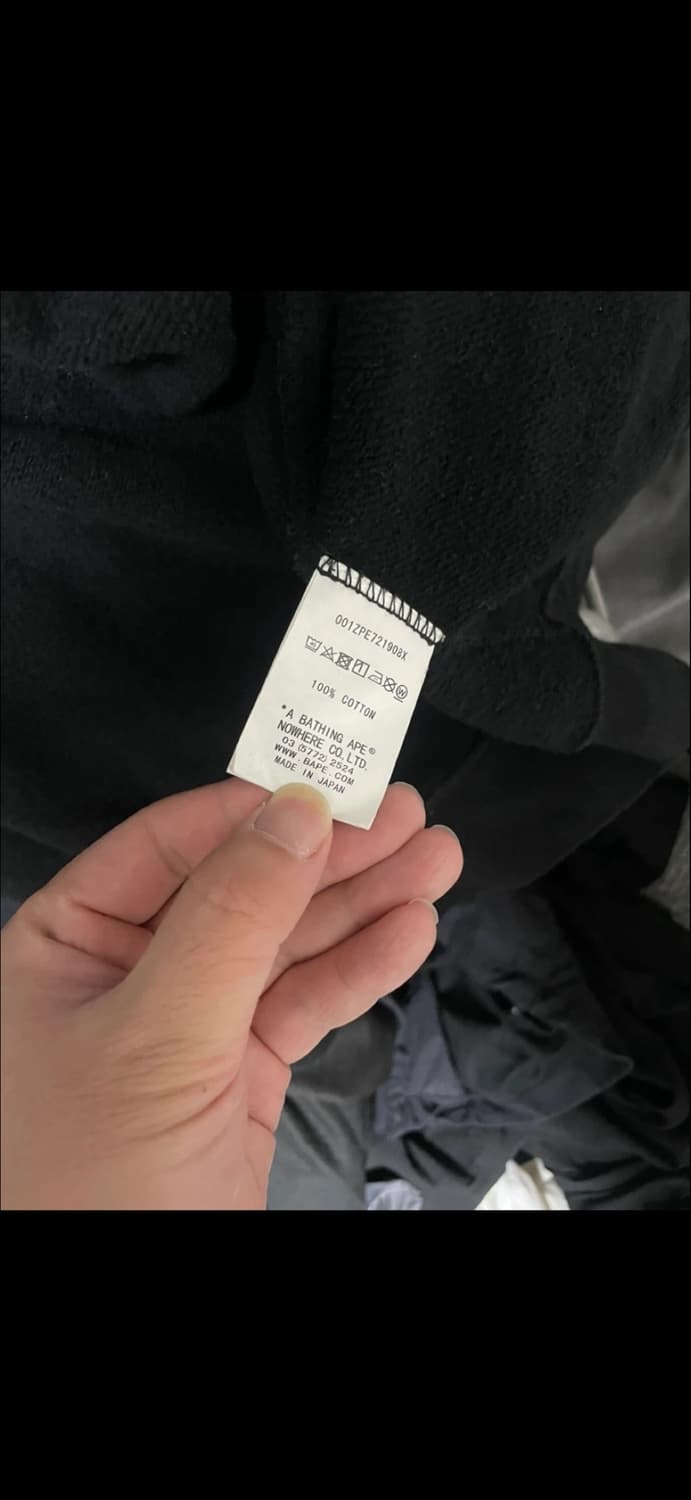 001ZPE721908X
100% COTTON
*A BATHING APE®
NOWHERE CO. LTD.
03 (5772) 2524
WWW.BAPE.COM
MADE IN JAPAN